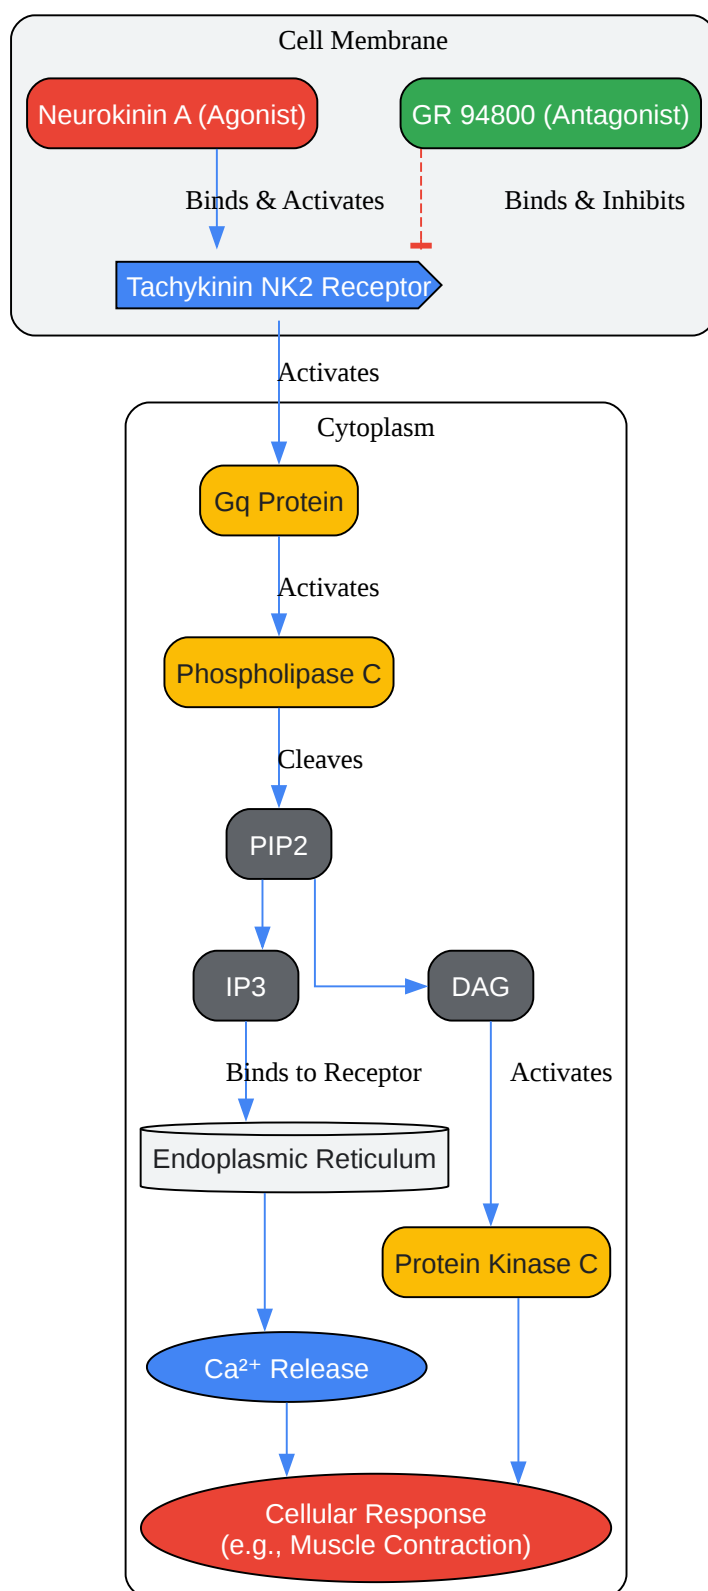 Cell Membrane
Neurokinin A (Agonist)
GR 94800 (Antagonist)
Binds & Activates
Binds & Inhibits
Tachykinin NK2 Receptor
Activates
Cytoplasm
Gq Protein
Activates
Phospholipase C
Cleaves
PIP2
IP3
DAG
Binds to Receptor
Activates
Endoplasmic Reticulum
Protein Kinase C
Ca²⁺ Release
Cellular Response
(e.g., Muscle Contraction)